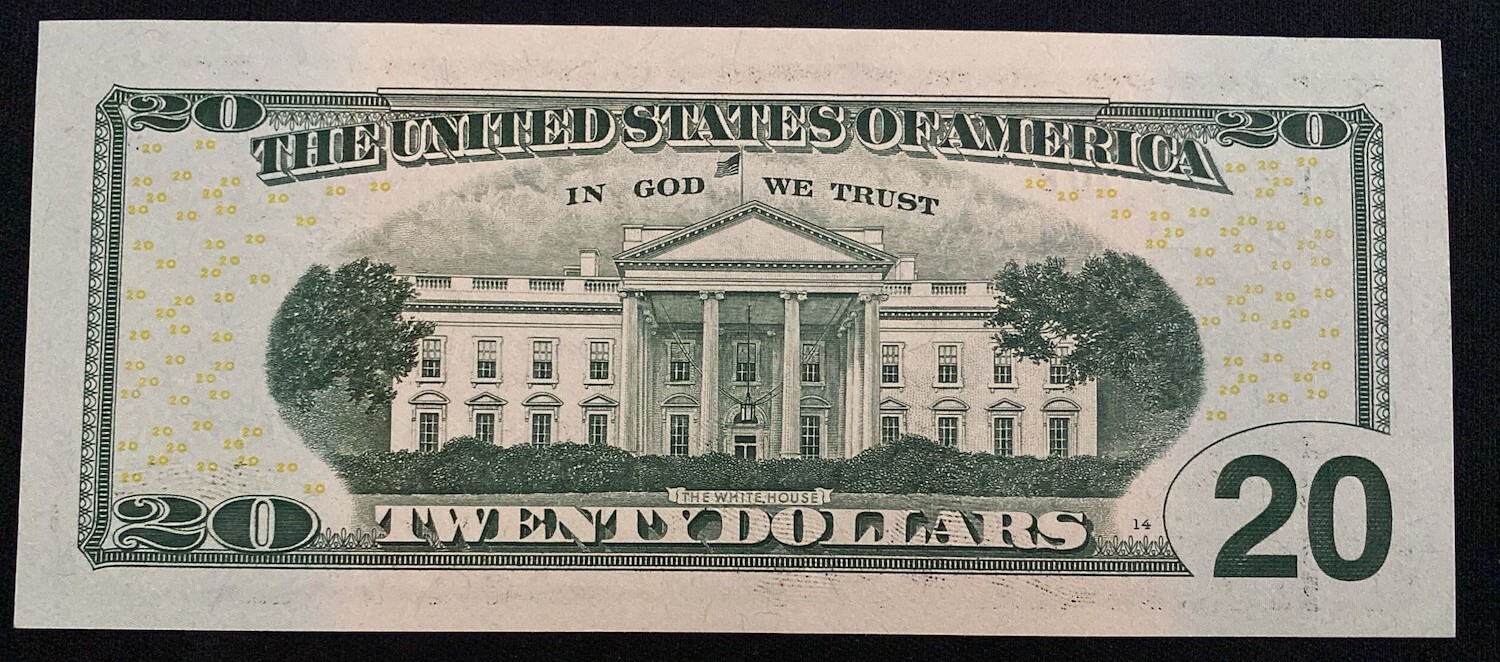 20 20
THE UNITED STATES OF AMERICA
IN GOD WE TRUST
THE WHITE HOUSE
20 TWENTY DOLLARS 14 20